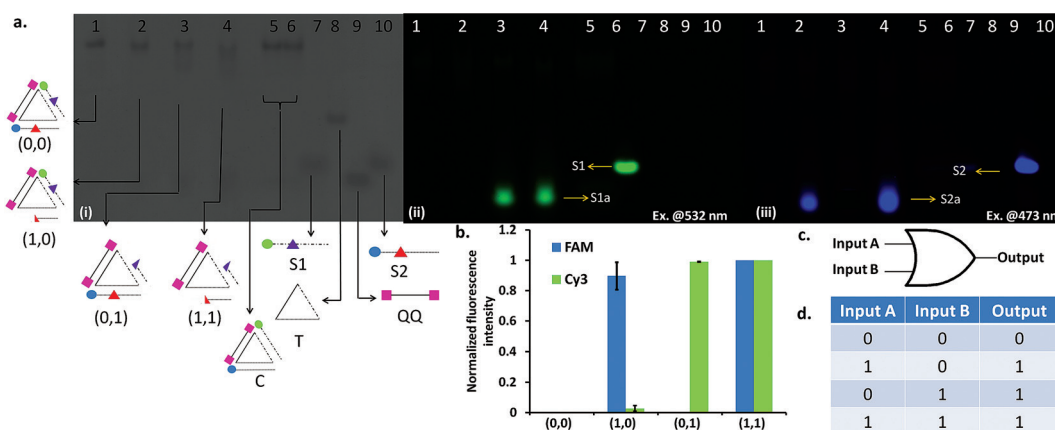 a.
1 2 3 4 5 6 7 8 9 10
(i)
(0,0)
(1,0)
(0,1)
(1,1)
C
S1
T
S2
QQ
1 2 3 4 5 6 7 8 9 10
S1
S1a
(ii)
Ex. @532 nm
1 2 3 4 5 6 7 8 9 10
S2
S2a
(iii)
Ex. @473 nm
b.
Normalized fluorescence
intensity
1.2
1
0.8
0.6
0.4
0.2
0
FAM
Cy3
(0,0) (1,0) (0,1) (1,1)
c.
Input A
Input B
Output
d.
Input A Input B Output
0 0 0
1 0 1
0 1 1
1 1 1